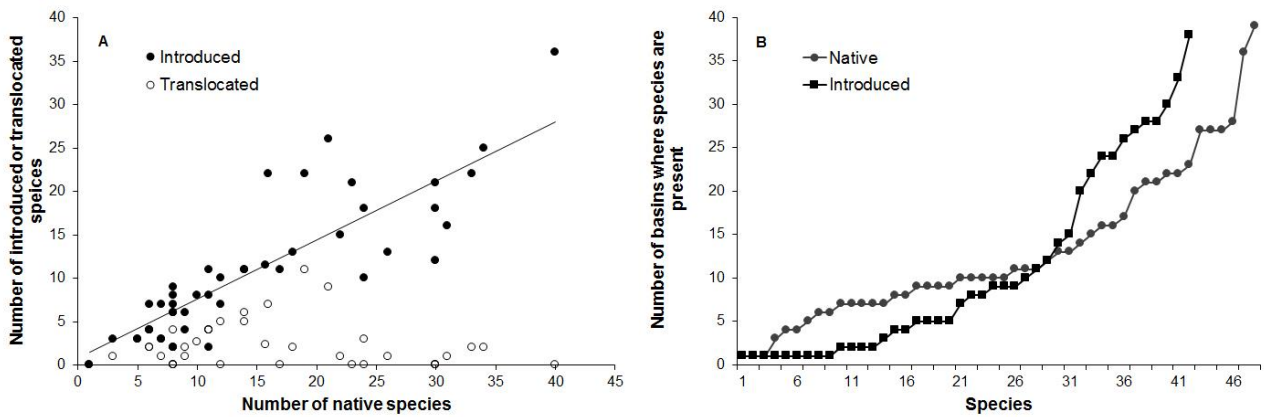 40
35
30
25
20
15
10
5
0
Number of introduced or translocated
speices
A
Introduced
Translocated
0 5 10 15 20 25 30 35 40 45
Number of native species
40
35
30
25
20
15
10
5
0
Number of basins where species are
present
B
Native
Introduced
1 6 11 16 21 26 31 36 41 46
Species